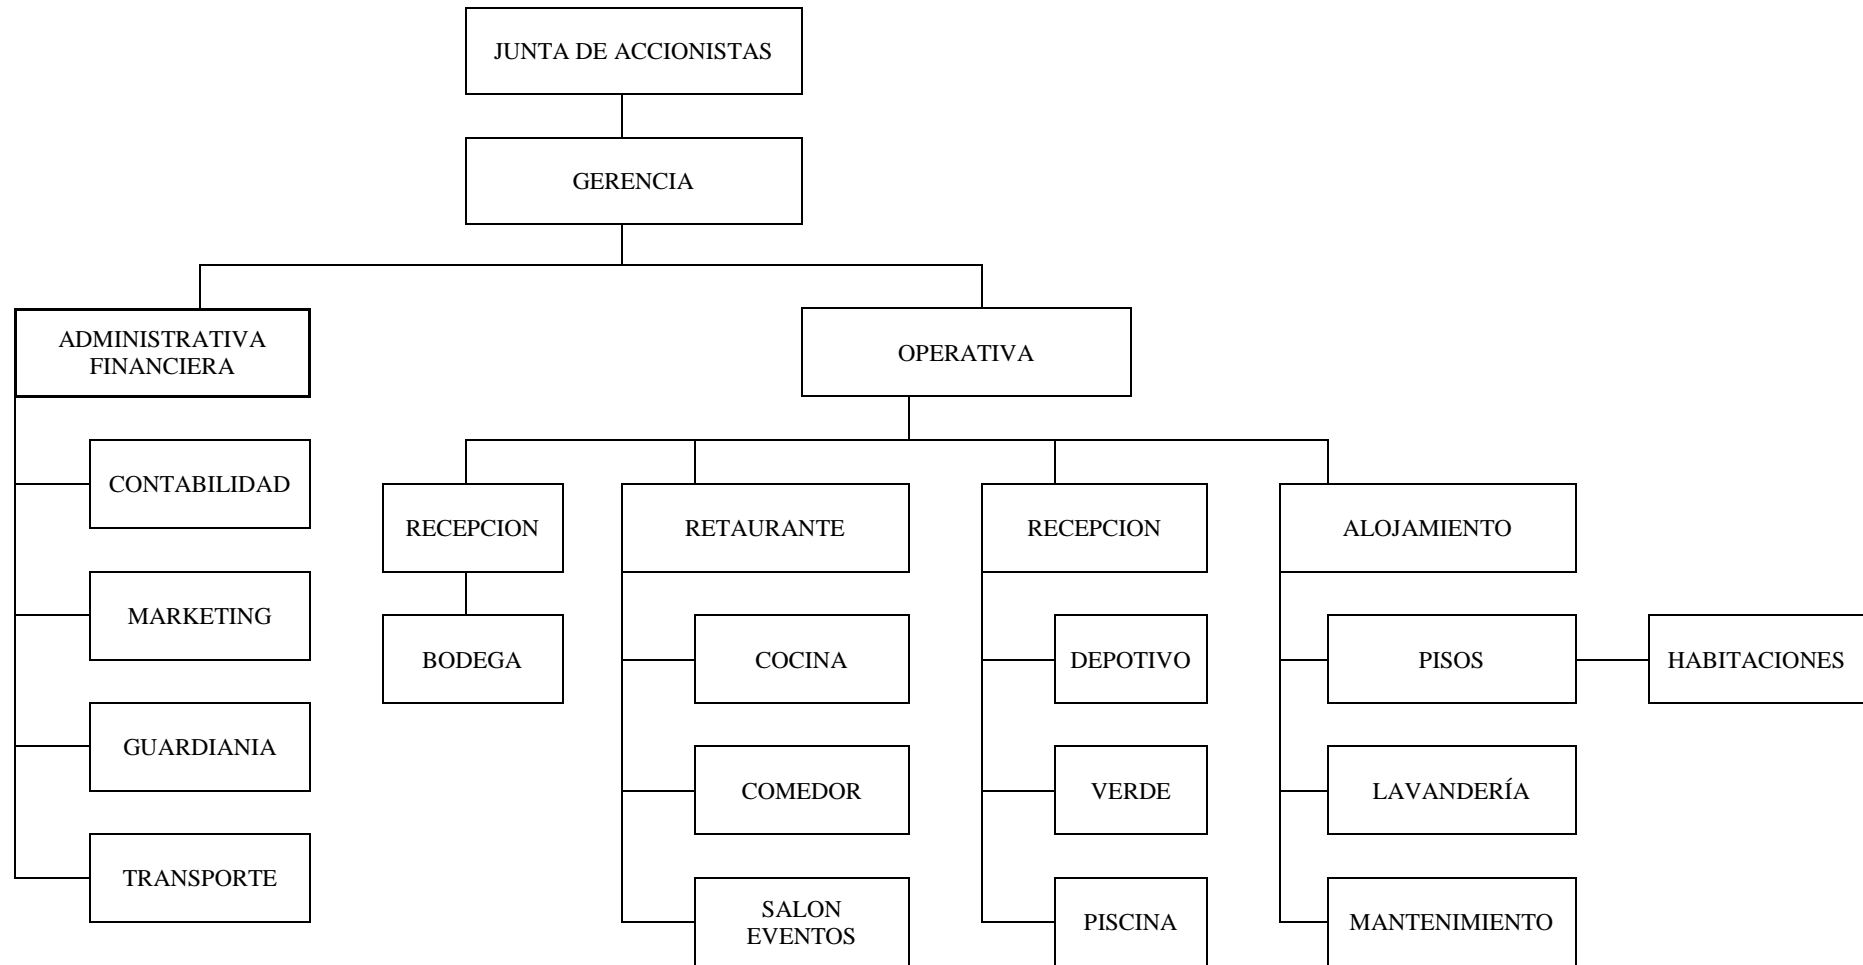 JUNTA DE ACCIONISTAS
GERENCIA
ADMINISTRATIVA
FINANCIERA
OPERATIVA
CONTABILIDAD
MARKETING
GUARDIANIA
TRANSPORTE
RECEPCION
BODEGA
RETAURANTE
COCINA
COMEDOR
SALON
EVENTOS
RECEPCION
DEPOTIVO
VERDE
PISCINA
ALOJAMIENTO
PISOS
HABITACIONES
LAVANDERÍA
MANTENIMIENTO